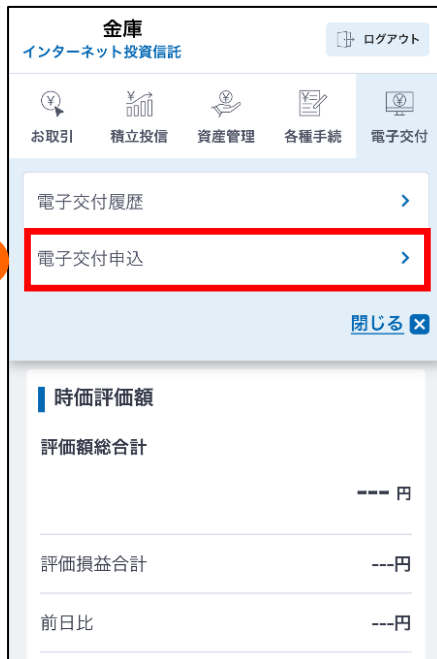 金庫
インターネット投資信託
ログアウト
お取引 積立投信 資産管理 各種手続 電子交付
電子交付履歴
電子交付申込
閉じる
時価評価額
評価額総合計
--- 円
評価損益合計 ---円
前日比 ---円